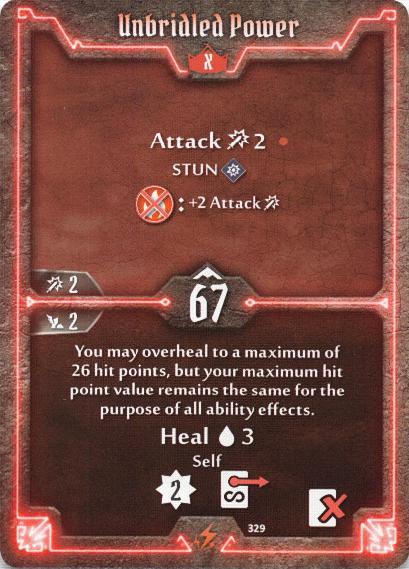 Unbridled Power
X
Attack 2
STUN
: +2 Attack
2
67
2
You may overheal to a maximum of
26 hit points, but your maximum hit
point value remains the same for the
purpose of all ability effects.
Heal 3
Self
2
329